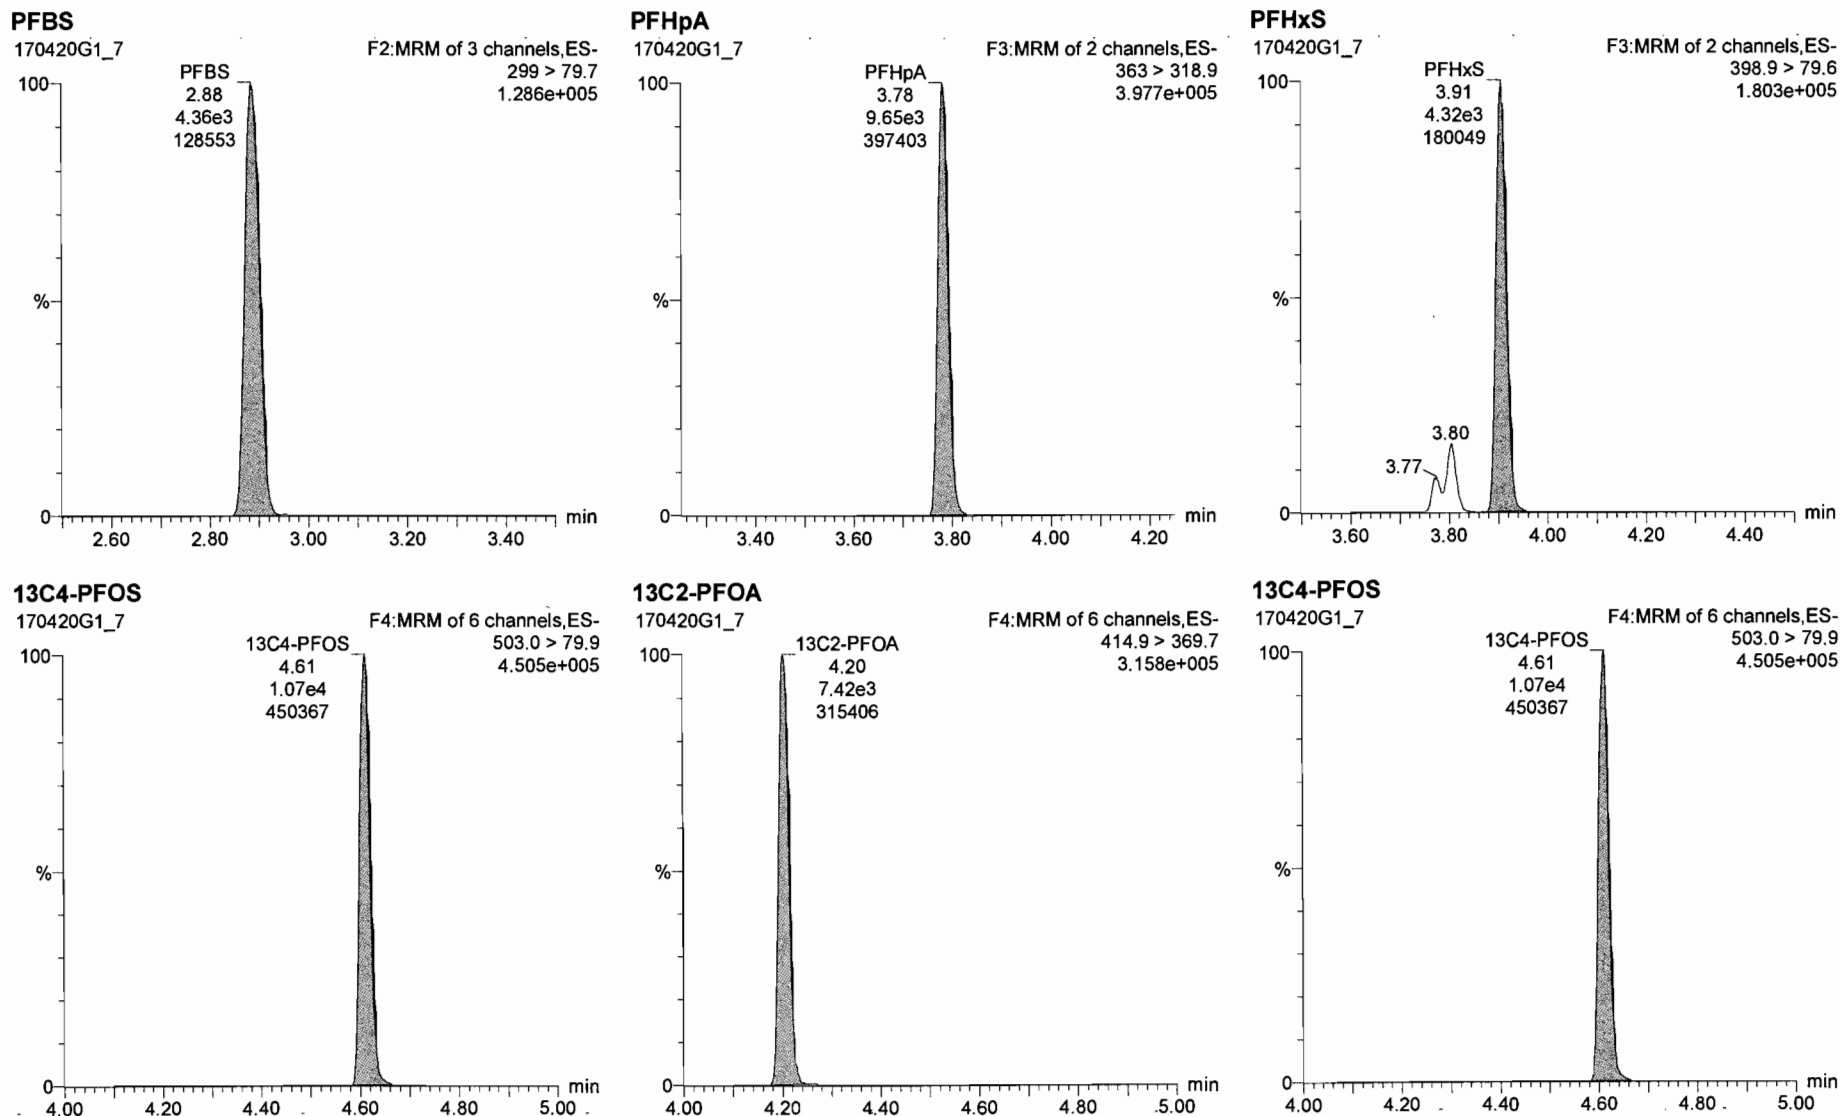 PFBS
170420G1_7
F2:MRM of 3 channels,ES-
299 > 79.7
1.286e+005
PFBS
2.88
4.36e3
128553
100
%
0
2.60 2.80 3.00 3.20 3.40
min
PFHpA
170420G1_7
F3:MRM of 2 channels,ES-
363 > 318.9
3.977e+005
PFHpA
3.78
9.65e3
397403
100
%
0
3.40 3.60 3.80 4.00 4.20
min
PFHxS
170420G1_7
F3:MRM of 2 channels,ES-
398.9 > 79.6
1.803e+005
PFHxS
3.91
4.32e3
180049
100
%
3.80
3.77
0
3.60 3.80 4.00 4.20 4.40
min
13C4-PFOS
170420G1_7
F4:MRM of 6 channels,ES-
503.0 > 79.9
4.505e+005
13C4-PFOS
4.61
1.07e4
450367
100
%
0
4.00 4.20 4.40 4.60 4.80 5.00
min
13C2-PFOA
170420G1_7
F4:MRM of 6 channels,ES-
414.9 > 369.7
3.158e+005
13C2-PFOA
4.20
7.42e3
315406
100
%
0
4.00 4.20 4.40 4.60 4.80 5.00
min
13C4-PFOS
170420G1_7
F4:MRM of 6 channels,ES-
503.0 > 79.9
4.505e+005
13C4-PFOS
4.61
1.07e4
450367
100
%
0
4.00 4.20 4.40 4.60 4.80 5.00
min